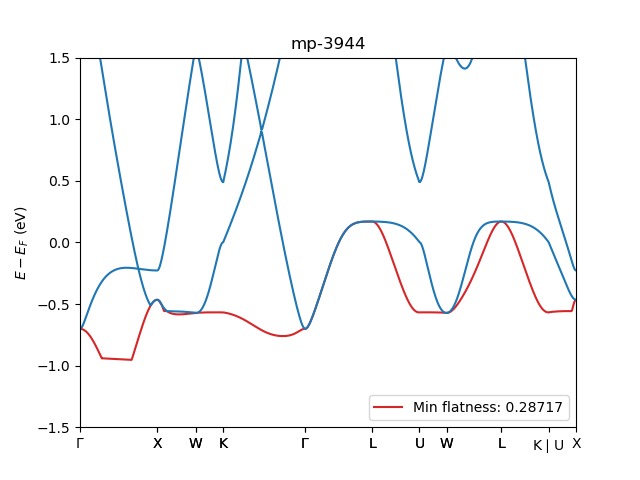 mp-3944
1.5
1.0
0.5
0.0
−0.5
−1.0
−1.5
E − E_F (eV)
Min flatness: 0.28717
Γ X W K Γ L U W L K | U X